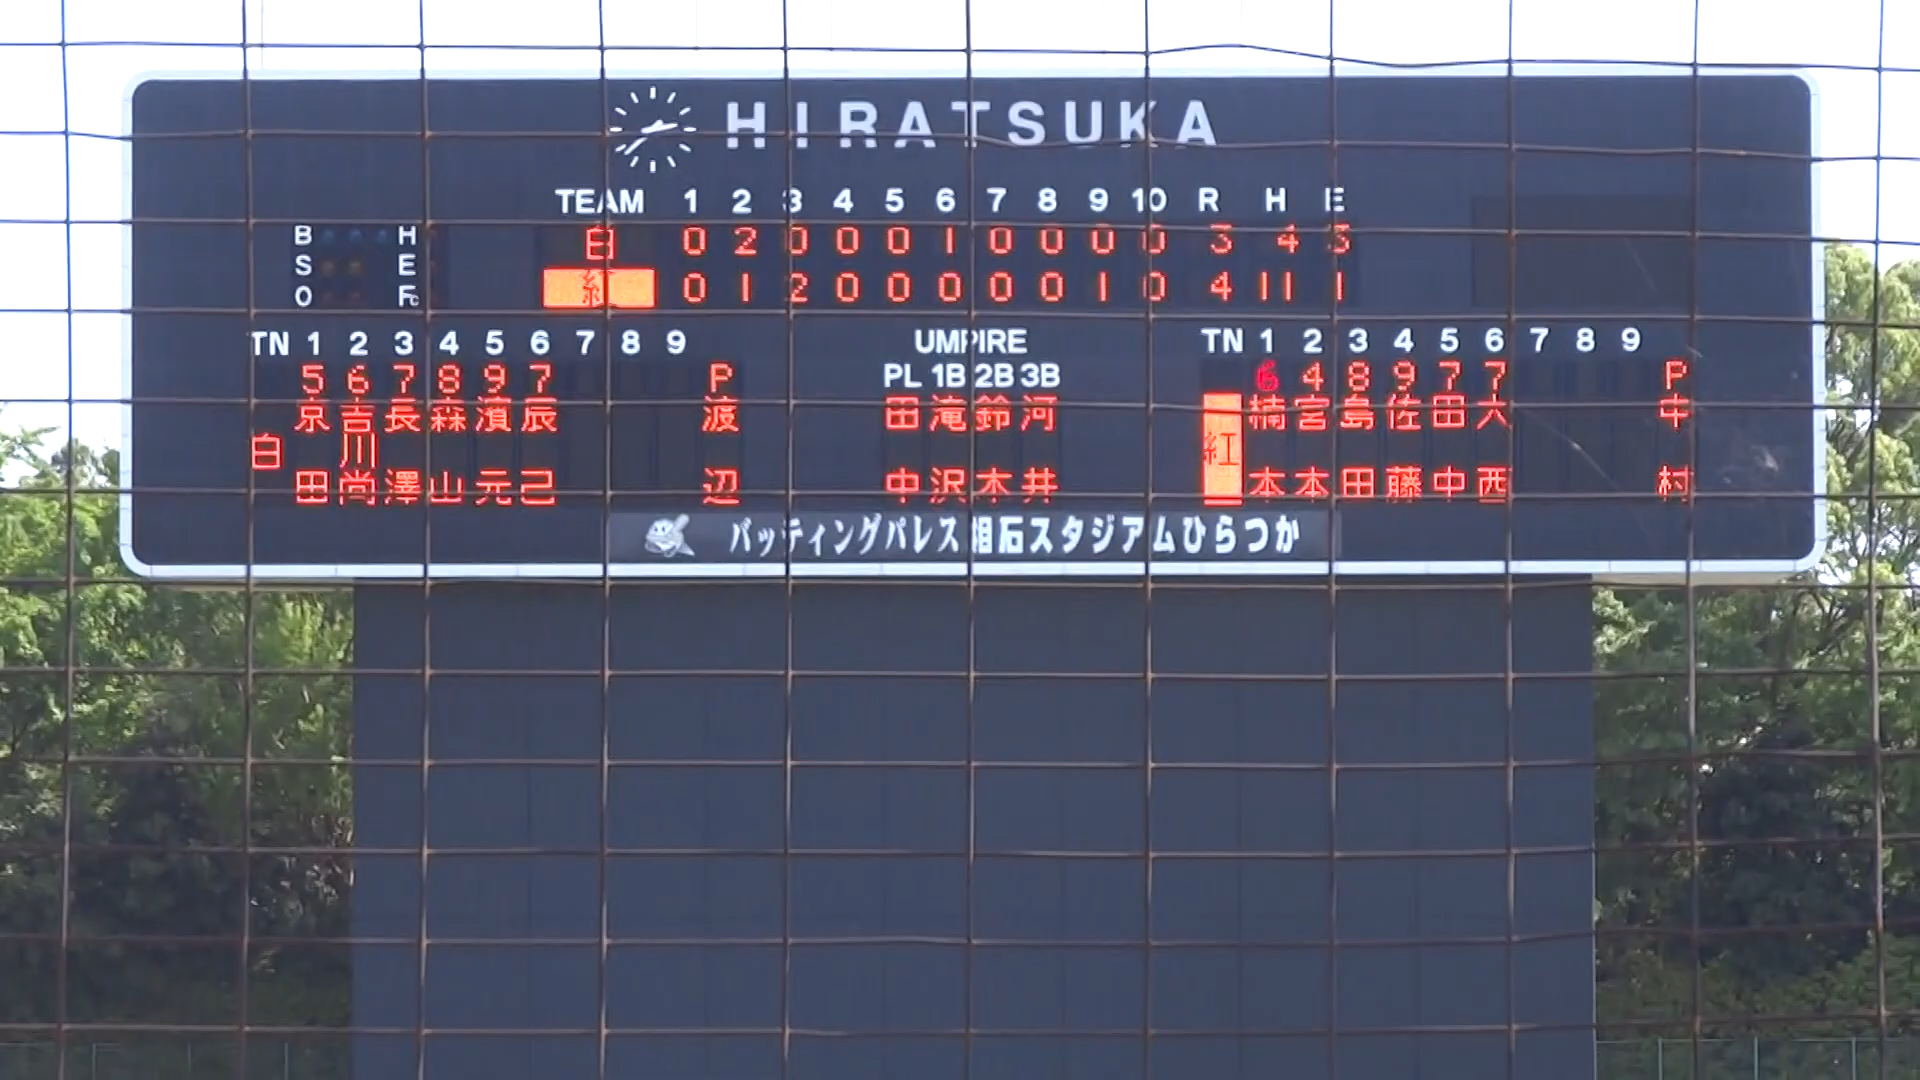 HIRATSUKA
TEAM 1 2 3 4 5 6 7 8 9 10 R H E
B H 白 0 2 0 0 0 1 0 0 0 0 3 4 3
S E
O Fc 紅 0 1 2 0 0 0 0 0 1 0 4 11 1
TN 1 2 3 4 5 6 7 8 9 UMPIRE TN 1 2 3 4 5 6 7 8 9
5 6 7 8 9 7 P PL 1B 2B 3B 6 4 8 9 7 7 P
白 京田 吉川尚 長澤 森山 濱元 辰己 渡辺 田中 滝沢 鈴木 河井 紅 楠本 宮本 島田 佐藤 田中 大西 中村
バッティングパレス相石スタジアムひらつか